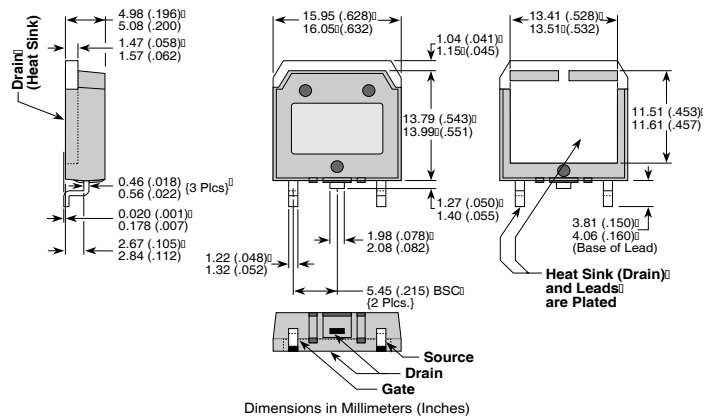 4.98 (.196)
5.08 (.200)
1.47 (.058)
1.57 (.062)
Drain
(Heat Sink)
0.46 (.018)
0.56 (.022)
{3 Plcs}
0.020 (.001)
0.178 (.007)
2.67 (.105)
2.84 (.112)
15.95 (.628)
16.05 (.632)
1.04 (.041)
1.15 (.045)
13.79 (.543)
13.99 (.551)
1.27 (.050)
1.40 (.055)
1.98 (.078)
2.08 (.082)
1.22 (.048)
1.32 (.052)
5.45 (.215) BSC
{2 Plcs.}
13.41 (.528)
13.51 (.532)
11.51 (.453)
11.61 (.457)
3.81 (.150)
4.06 (.160)
(Base of Lead)
Heat Sink (Drain)
and Leads
are Plated
Source
Drain
Gate
Dimensions in Millimeters (Inches)